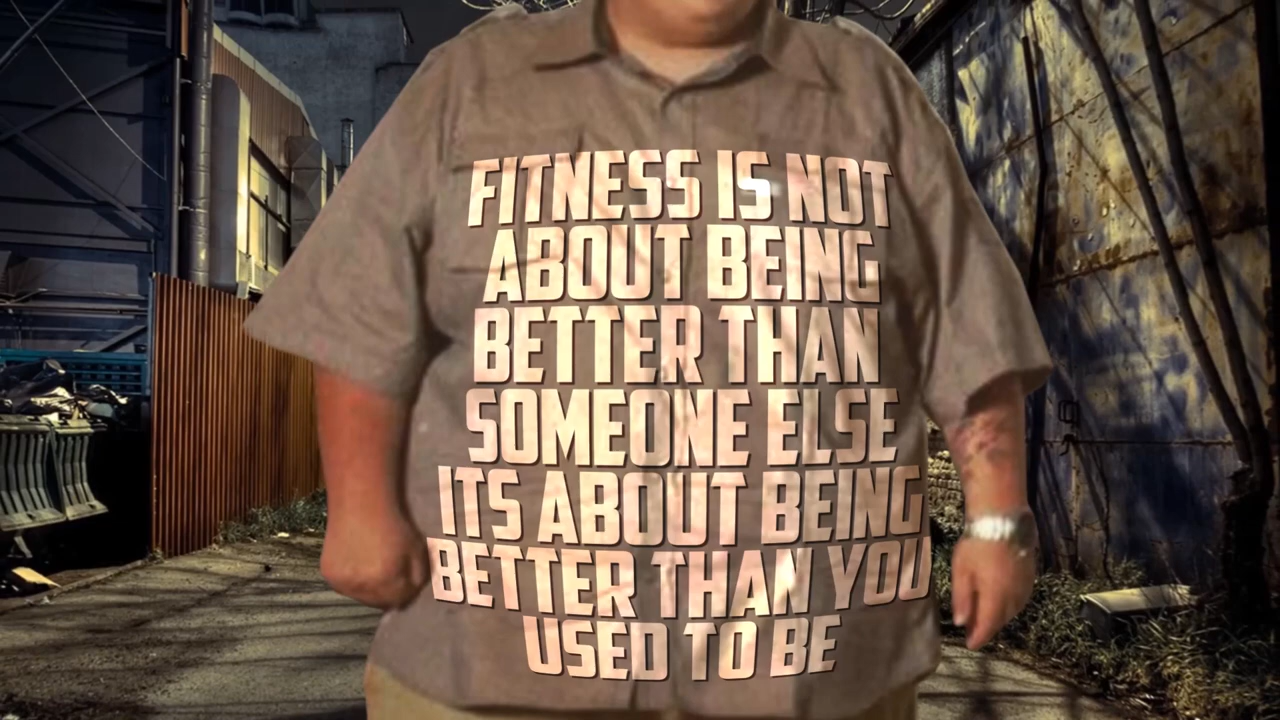 FITNESS IS NOT
ABOUT BEING
BETTER THAN
SOMEONE ELSE
ITS ABOUT BEING
BETTER THAN YOU
USED TO BE